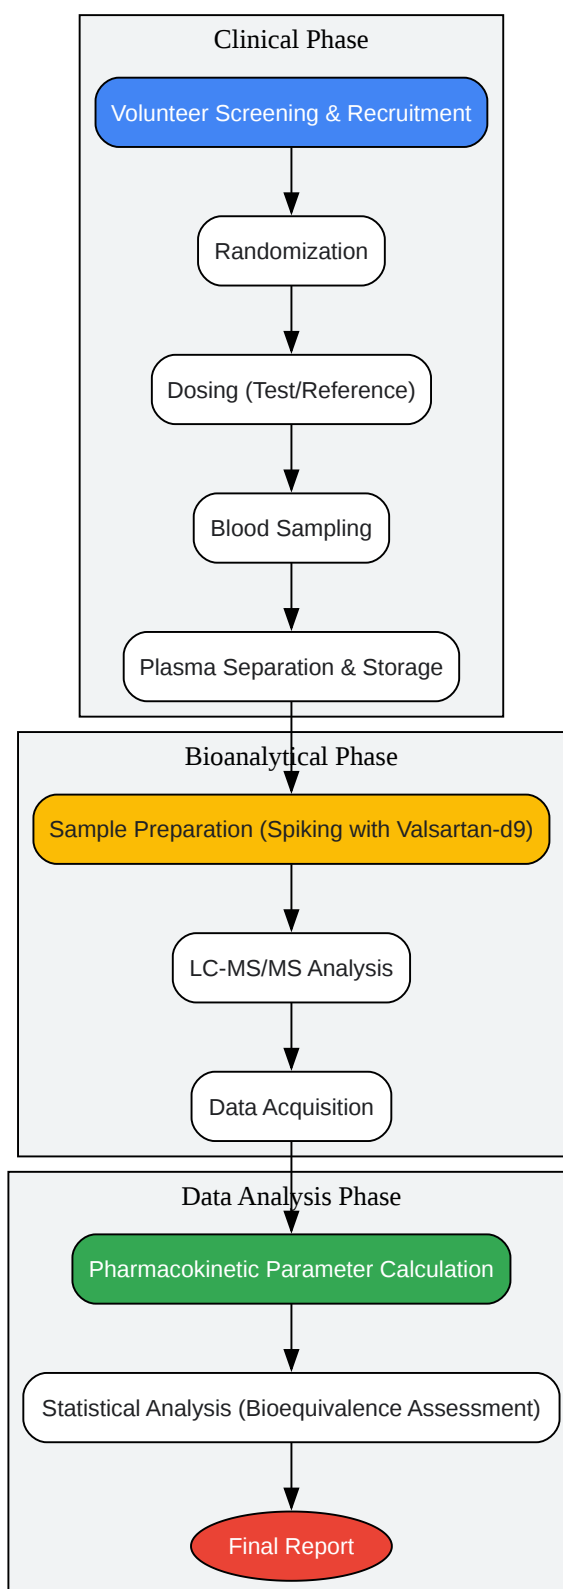 Clinical Phase
Volunteer Screening & Recruitment
Randomization
Dosing (Test/Reference)
Blood Sampling
Plasma Separation & Storage
Bioanalytical Phase
Sample Preparation (Spiking with Valsartan-d9)
LC-MS/MS Analysis
Data Acquisition
Data Analysis Phase
Pharmacokinetic Parameter Calculation
Statistical Analysis (Bioequivalence Assessment)
Final Report